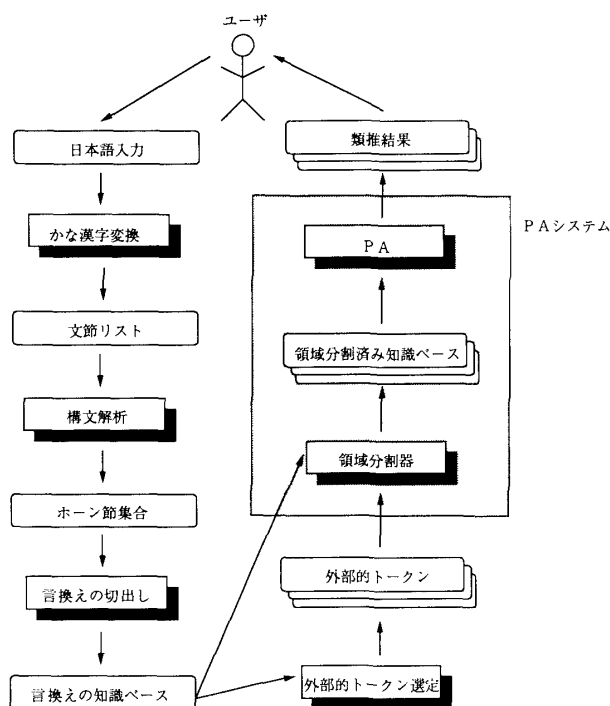 ユーザ
日本語入力
かな漢字変換
文節リスト
構文解析
ホーン節集合
言換えの切出し
言換えの知識ベース
類推結果
PAシステム
PA
領域分割済み知識ベース
領域分割器
外部的トークン
外部的トークン選定